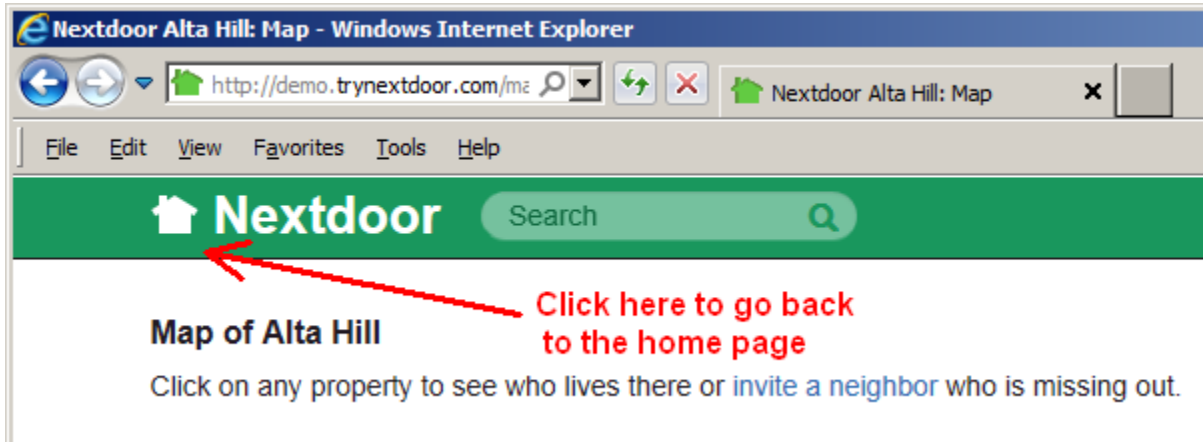 Nextdoor Alta Hill: Map - Windows Internet Explorer
http://demo.trynextdoor.com/ma
Nextdoor Alta Hill: Map
File Edit View Favorites Tools Help
Nextdoor
Search
Click here to go back
to the home page
Map of Alta Hill
Click on any property to see who lives there or invite a neighbor who is missing out.